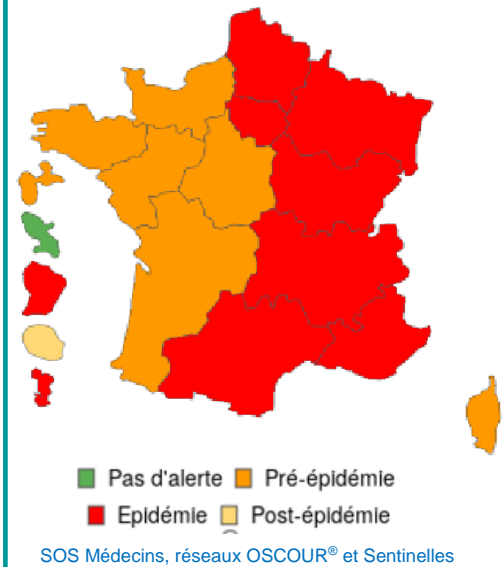 Pas d'alerte Pré-épidémie
Epidémie Post-épidémie
SOS Médecins, réseaux OSCOUR® et Sentinelles